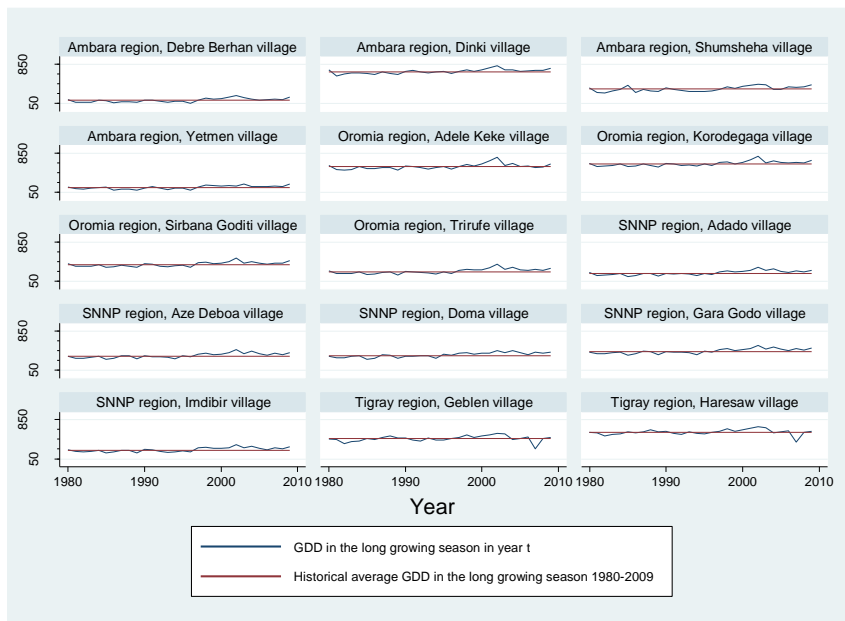 Ambara region, Debre Berhan village
Ambara region, Dinki village
Ambara region, Shumsheha village
850
50
Ambara region, Yetmen village
Oromia region, Adele Keke village
Oromia region, Korodegaga village
850
50
Oromia region, Sirbana Goditi village
Oromia region, Trirufe village
SNNP region, Adado village
850
50
SNNP region, Aze Deboa village
SNNP region, Doma village
SNNP region, Gara Godo village
850
50
SNNP region, Imdibir village
Tigray region, Geblen village
Tigray region, Haresaw village
850
50
1980 1990 2000 2010 1980 1990 2000 2010 1980 1990 2000 2010
Year
GDD in the long growing season in year t
Historical average GDD in the long growing season 1980-2009